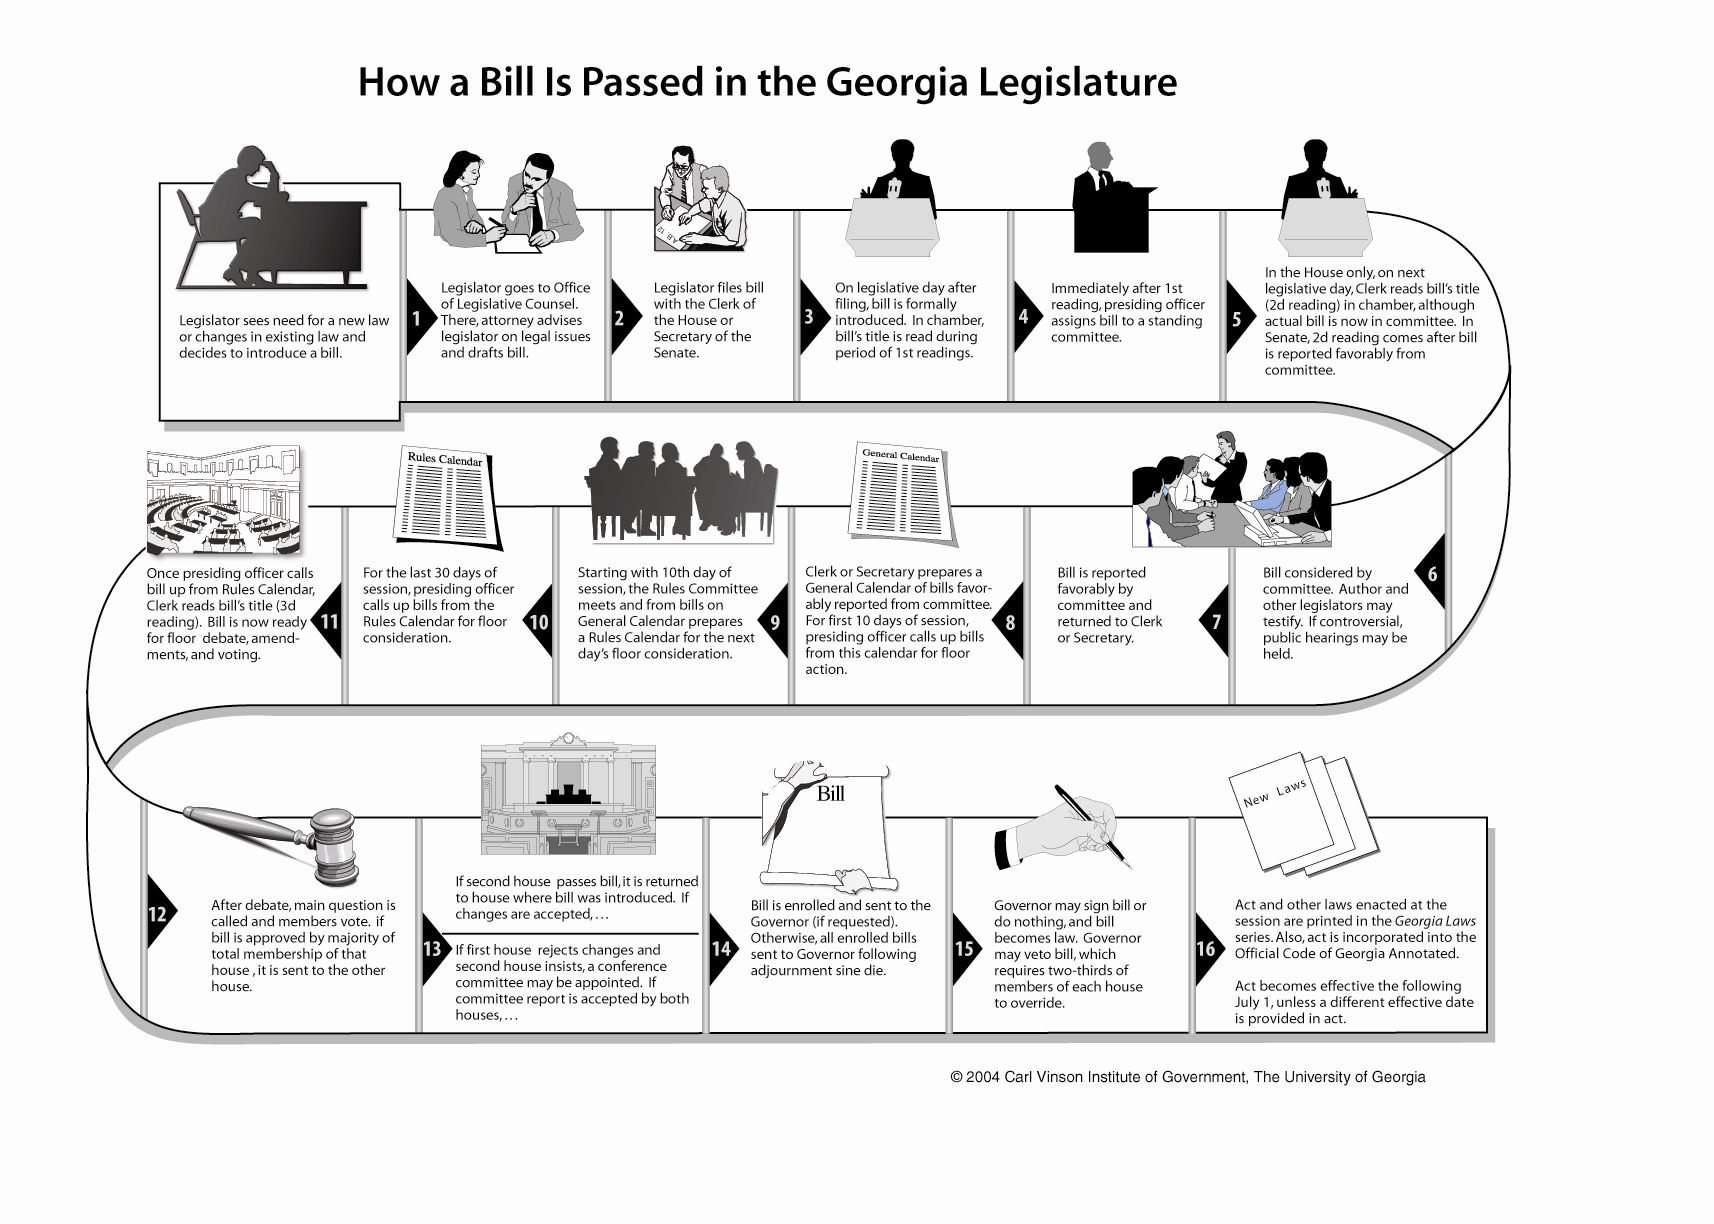 How a Bill Is Passed in the Georgia Legislature
Legislator sees need for a new law
or changes in existing law and
decides to introduce a bill.
1
Legislator goes to Office
of Legislative Counsel.
There, attorney advises
legislator on legal issues
and drafts bill.
2
A.B. 12
Legislator files bill
with the Clerk of
the House or
Secretary of the
Senate.
3
On legislative day after
filing, bill is formally
introduced. In chamber,
bill's title is read during
period of 1st readings.
4
Immediately after 1st
reading, presiding officer
assigns bill to a standing
committee.
5
In the House only, on next
legislative day, Clerk reads bill's title
(2d reading) in chamber, although
actual bill is now in committee. In
Senate, 2d reading comes after bill
is reported favorably from
committee.
6
Bill considered by
committee. Author and
other legislators may
testify. If controversial,
public hearings may be
held.
7
Bill is reported
favorably by
committee and
returned to Clerk
or Secretary.
8
General Calendar
Clerk or Secretary prepares a
General Calendar of bills favor-
ably reported from committee.
For first 10 days of session,
presiding officer calls up bills
from this calendar for floor
action.
9
Starting with 10th day of
session, the Rules Committee
meets and from bills on
General Calendar prepares
a Rules Calendar for the next
day's floor consideration.
10
Rules Calendar
For the last 30 days of
session, presiding officer
calls up bills from the
Rules Calendar for floor
consideration.
11
Once presiding officer calls
bill up from Rules Calendar,
Clerk reads bill's title (3d
reading). Bill is now ready
for floor debate, amend-
ments, and voting.
12
After debate, main question is
called and members vote. if
bill is approved by majority of
total membership of that
house , it is sent to the other
house.
13
If second house passes bill, it is returned
to house where bill was introduced. If
changes are accepted, . . .
If first house rejects changes and
second house insists, a conference
committee may be appointed. If
committee report is accepted by both
houses, . . .
14
Bill
Bill is enrolled and sent to the
Governor (if requested).
Otherwise, all enrolled bills
sent to Governor following
adjournment sine die.
15
Governor may sign bill or
do nothing, and bill
becomes law. Governor
may veto bill, which
requires two-thirds of
members of each house
to override.
16
New Laws
Act and other laws enacted at the
session are printed in the Georgia Laws
series. Also, act is incorporated into the
Official Code of Georgia Annotated.
Act becomes effective the following
July 1, unless a different effective date
is provided in act.
© 2004 Carl Vinson Institute of Government, The University of Georgia